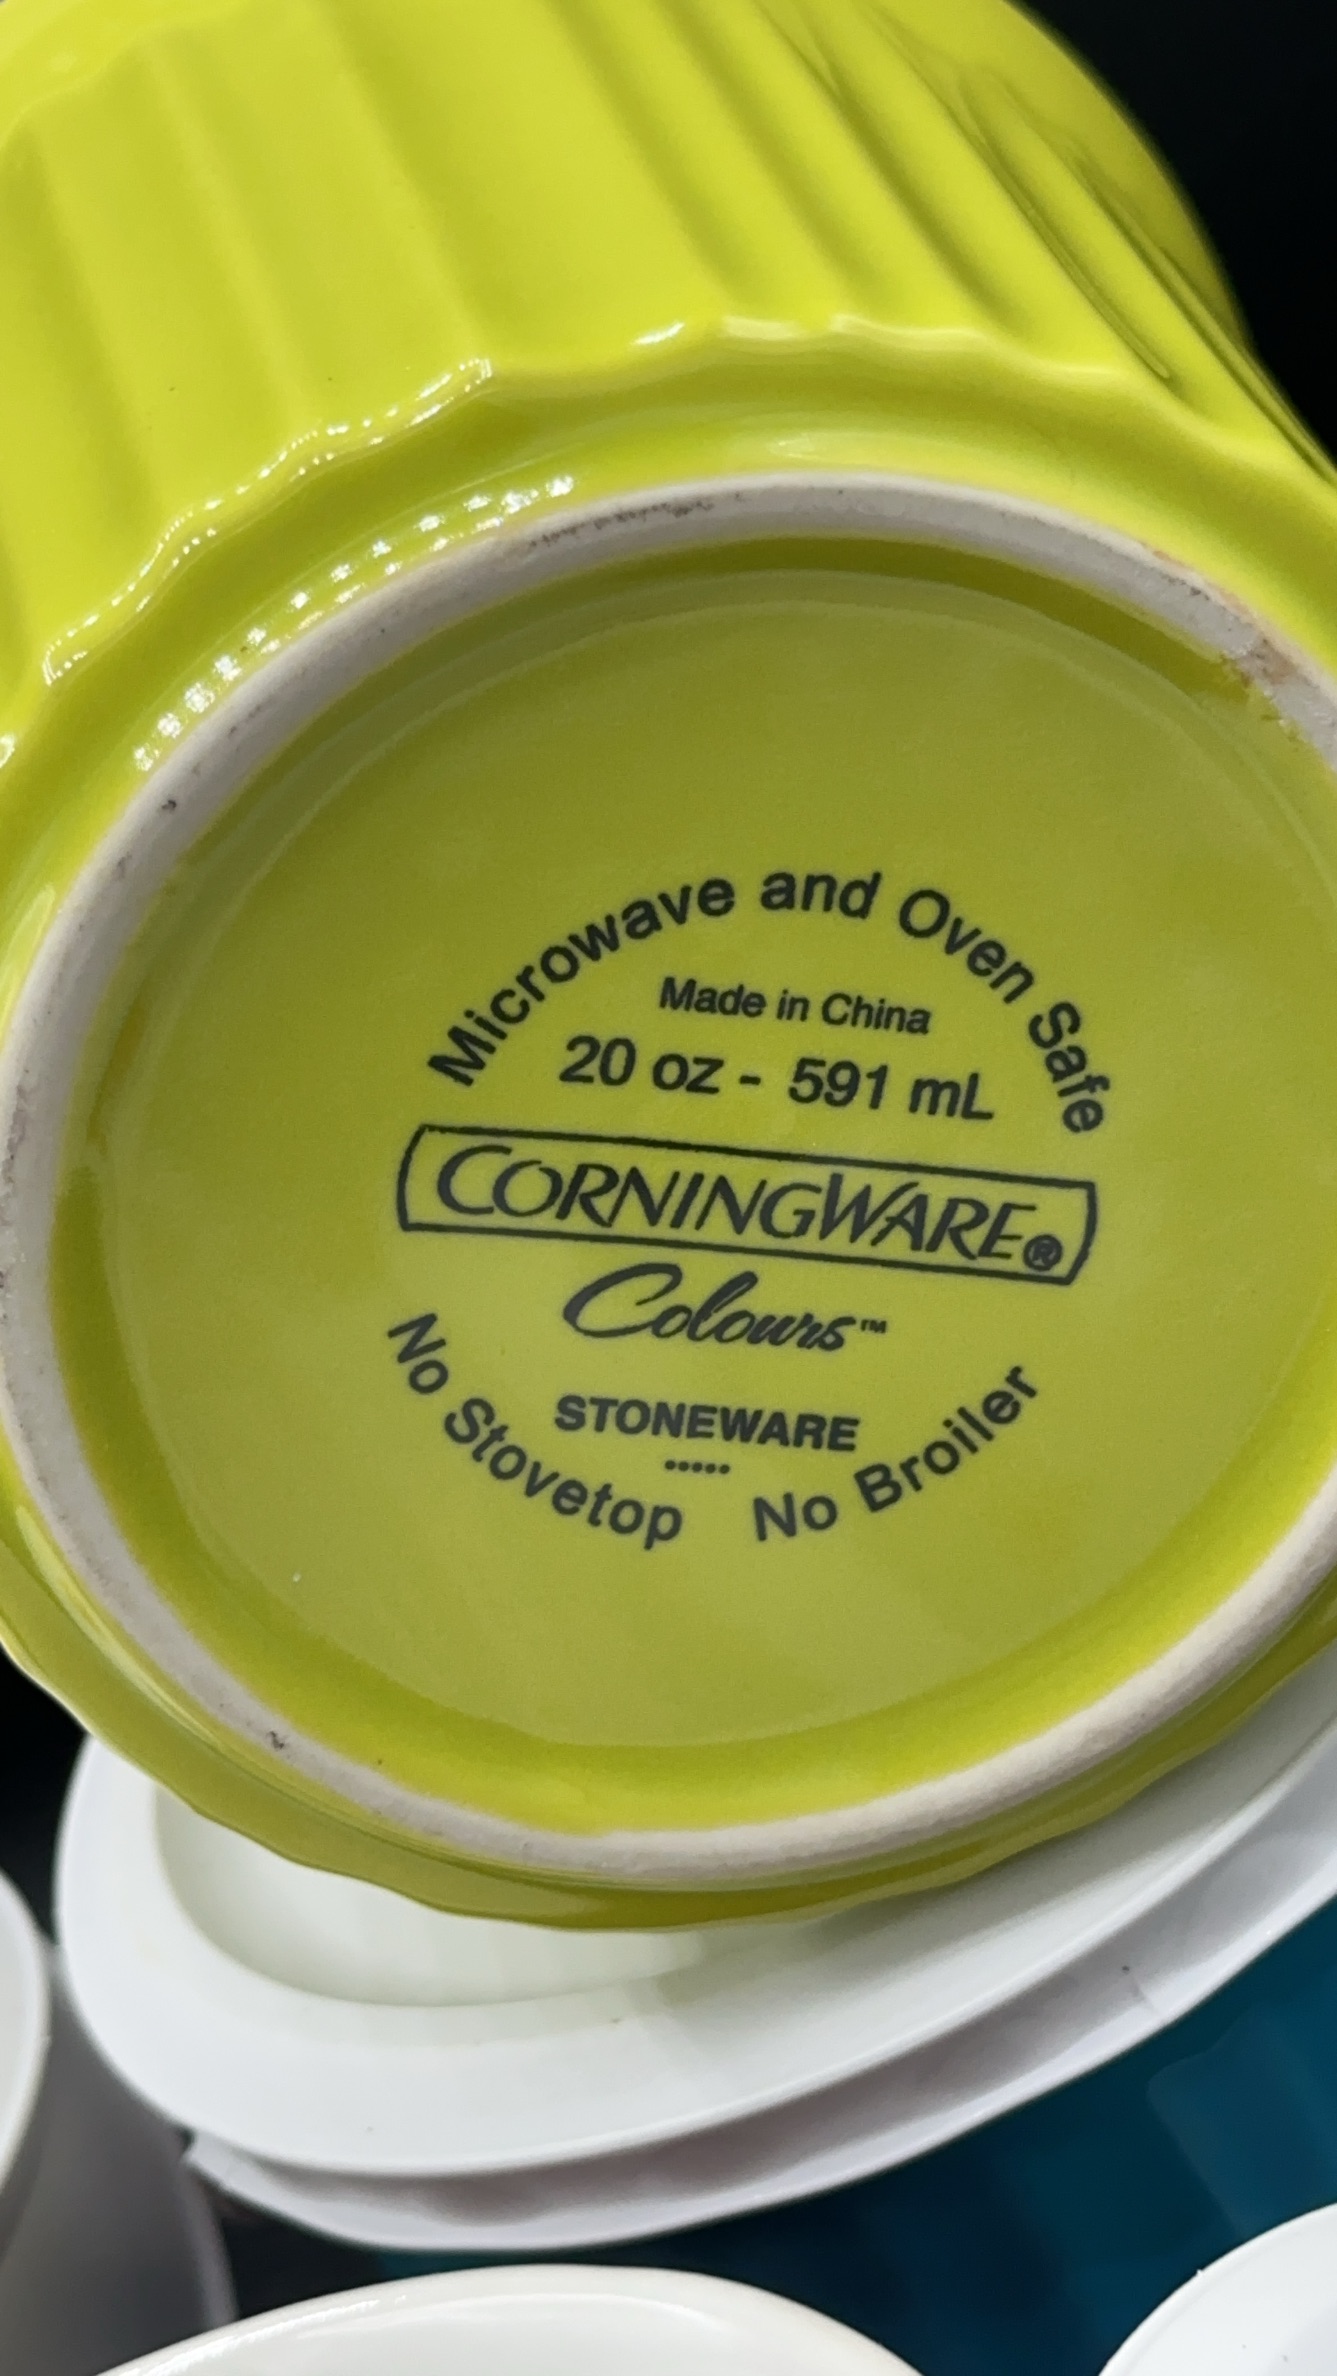 Microwave and Oven Safe
Made in China
20 oz - 591 mL
CORNINGWARE®
Colours™
STONEWARE
No Stovetop No Broiler